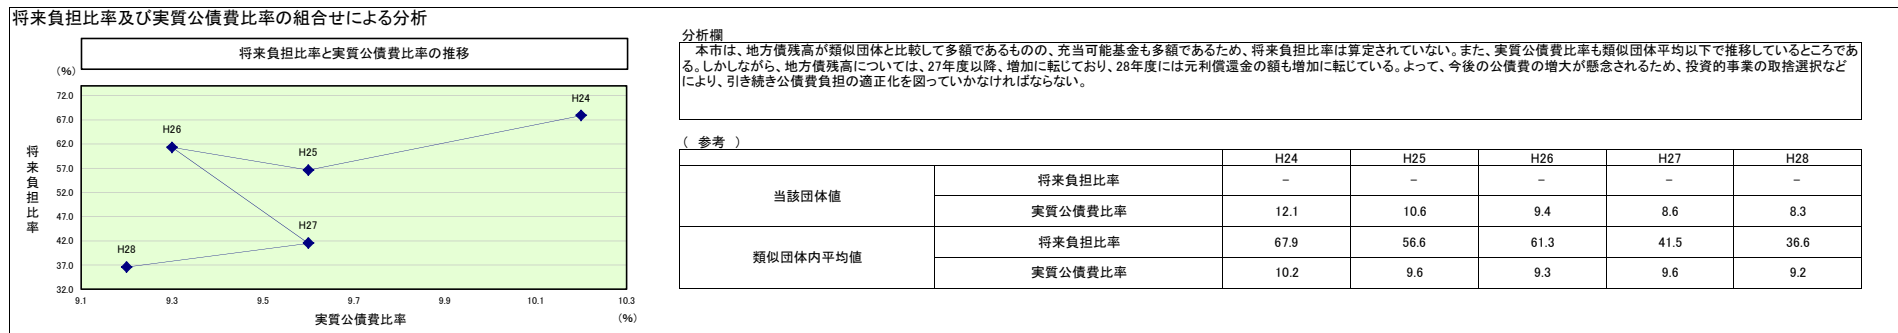 将来負担比率及び実質公債費比率の組合せによる分析
将来負担比率と実質公債費比率の推移
(%)
72.0
67.0
62.0
57.0
52.0
47.0
42.0
37.0
32.0
将来負担比率
H24
H26
H25
H27
H28
9.1 9.3 9.5 9.7 9.9 10.1 10.3
実質公債費比率
(%)
分析欄
本市は、地方債残高が類似団体と比較して多額であるものの、充当可能基金も多額であるため、将来負担比率は算定されていない。また、実質公債費比率も類似団体平均以下で推移しているところであ
る。しかしながら、地方債残高については、27年度以降、増加に転じており、28年度には元利償還金の額も増加に転じている。よって、今後の公債費の増大が懸念されるため、投資的事業の取捨選択など
により、引き続き公債費負担の適正化を図っていかなければならない。
( 参考 )
H24 H25 H26 H27 H28
当該団体値
将来負担比率 - - - - -
実質公債費比率 12.1 10.6 9.4 8.6 8.3
類似団体内平均値
将来負担比率 67.9 56.6 61.3 41.5 36.6
実質公債費比率 10.2 9.6 9.3 9.6 9.2